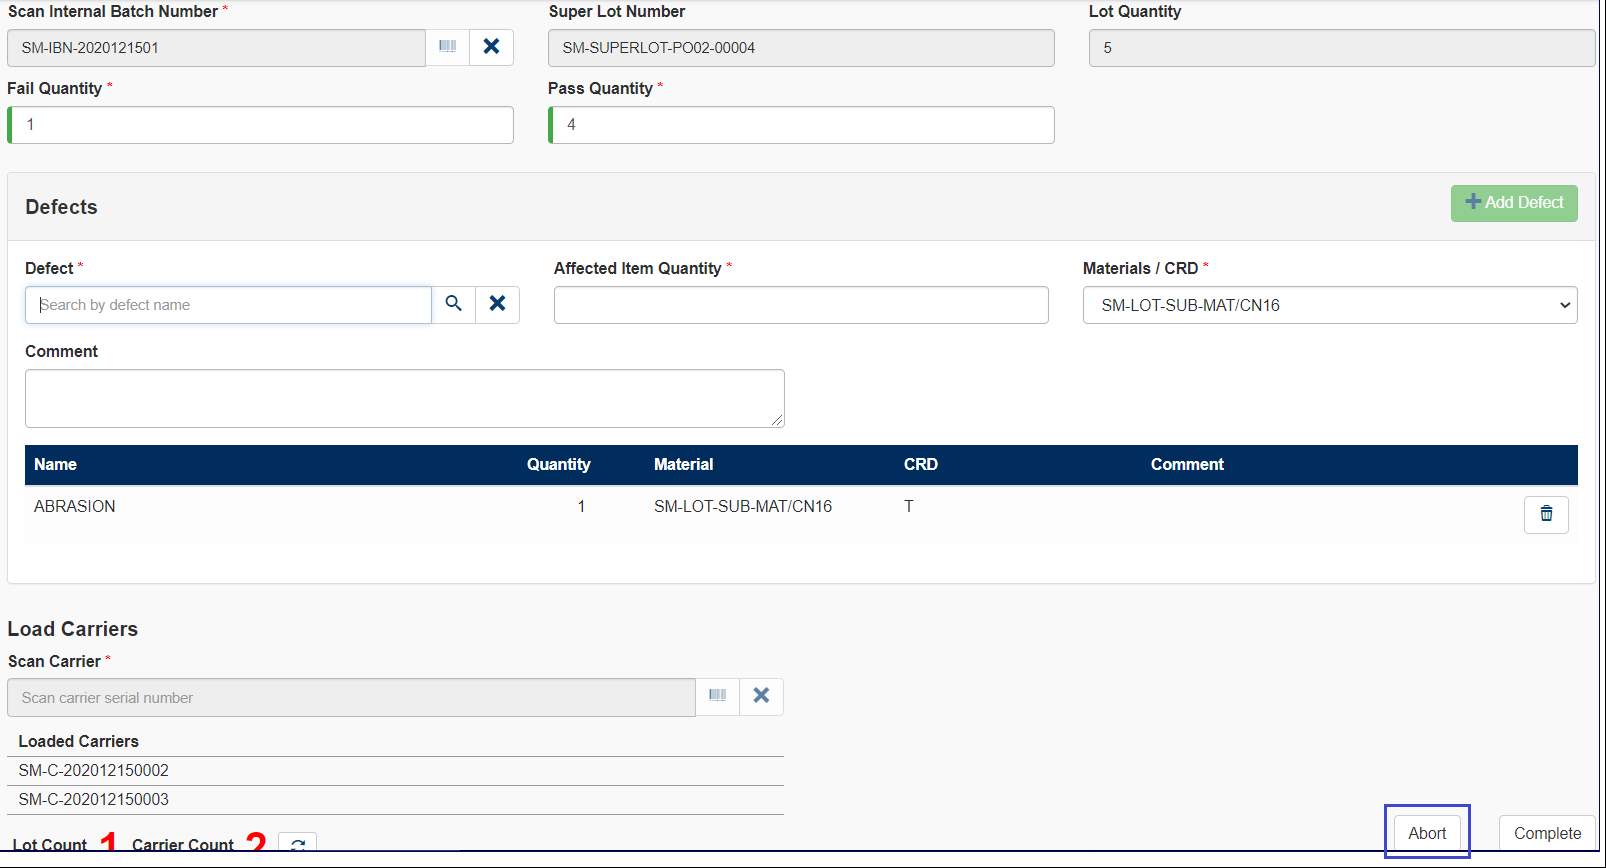 Scan Internal Batch Number * Super Lot Number Lot Quantity
SM-IBN-2020121501 SM-SUPERLOT-PO02-00004 5
Fail Quantity * Pass Quantity *
1 4
Defects Add Defect
Defect * Affected Item Quantity * Materials / CRD *
Search by defect name SM-LOT-SUB-MAT/CN16
Comment
Name Quantity Material CRD Comment
ABRASION 1 SM-LOT-SUB-MAT/CN16 T
Load Carriers
Scan Carrier *
Scan carrier serial number
Loaded Carriers
SM-C-202012150002
SM-C-202012150003
Lot Count 1 Carrier Count 2 Abort Complete